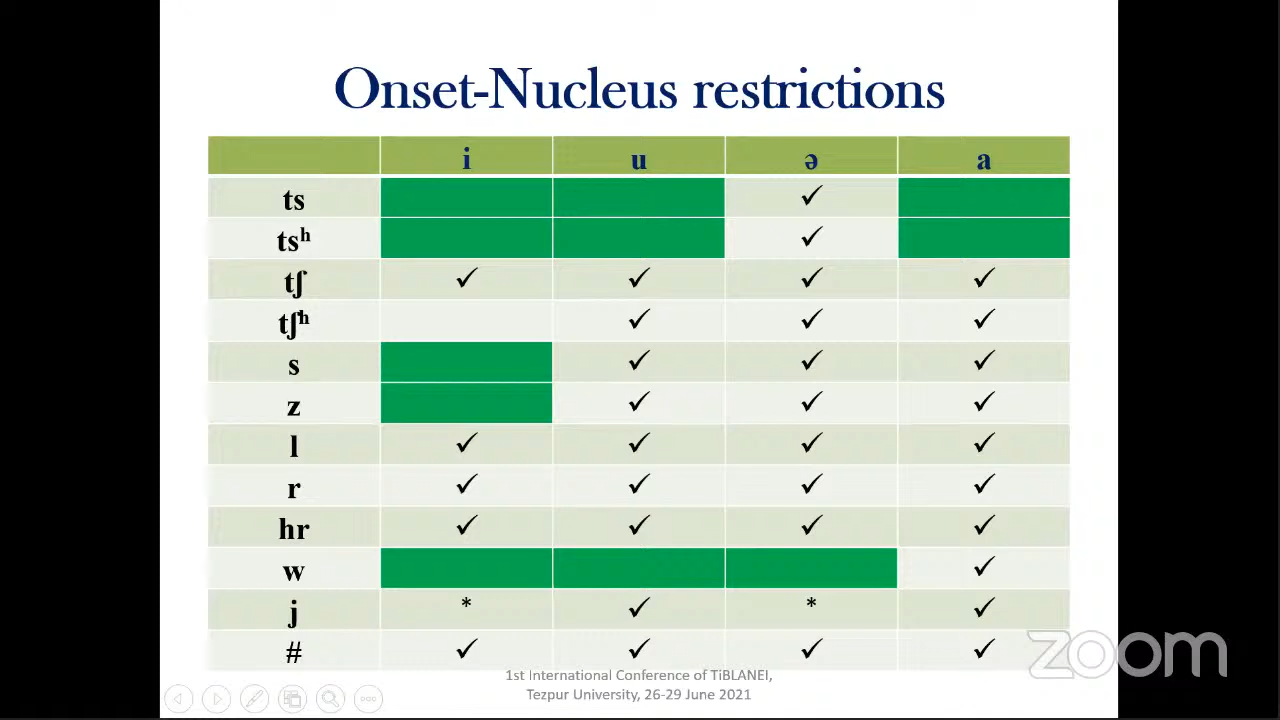 Onset-Nucleus restrictions
i u ə a
ts ✓
tsʰ ✓
tʃ ✓ ✓ ✓ ✓
tʃʰ ✓ ✓ ✓
s ✓ ✓ ✓
z ✓ ✓ ✓
l ✓ ✓ ✓ ✓
r ✓ ✓ ✓ ✓
hr ✓ ✓ ✓ ✓
w ✓
j * ✓ * ✓
# ✓ ✓ ✓ ✓
zoom
1st International Conference of TiBLANEI,
Tezpur University, 26-29 June 2021